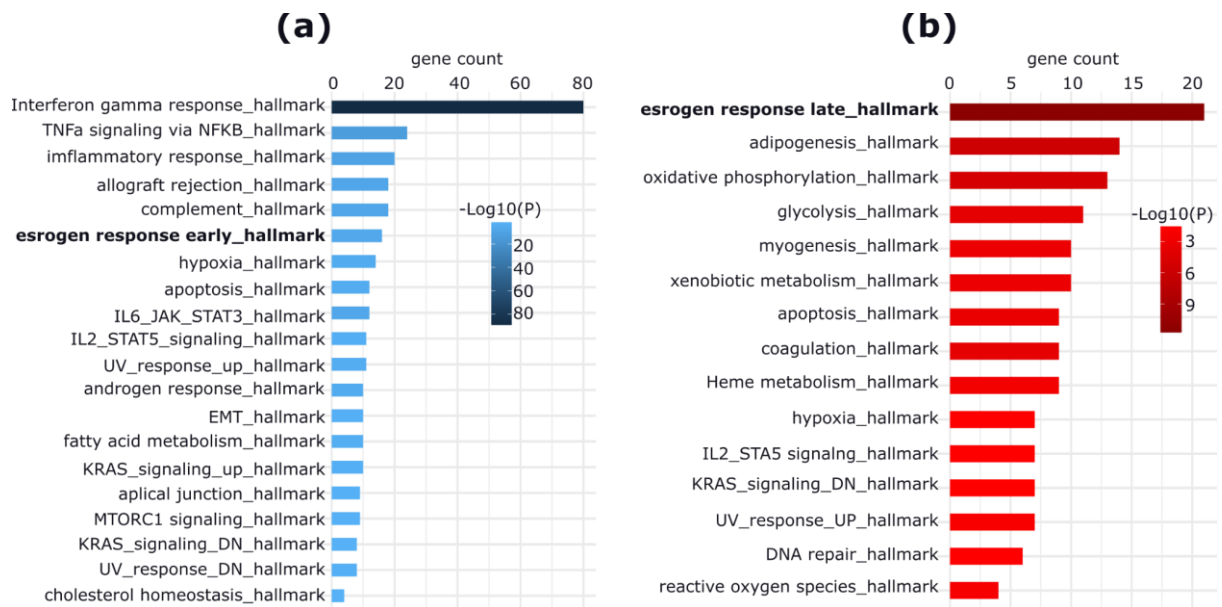 (a)
gene count
0 20 40 60 80
Interferon gamma response_hallmark
TNFa signaling via NFKB_hallmark
imflammatory response_hallmark
allograft rejection_hallmark
complement_hallmark
esrogen response early_hallmark
hypoxia_hallmark
apoptosis_hallmark
IL6_JAK_STAT3_hallmark
IL2_STAT5_signaling_hallmark
UV_response_up_hallmark
androgen response_hallmark
EMT_hallmark
fatty acid metabolism_hallmark
KRAS_signaling_up_hallmark
aplical junction_hallmark
MTORC1 signaling_hallmark
KRAS_signaling_DN_hallmark
UV_response_DN_hallmark
cholesterol homeostasis_hallmark
-Log10(P)
20
40
60
80
(b)
gene count
0 5 10 15 20
esrogen response late_hallmark
adipogenesis_hallmark
oxidative phosphorylation_hallmark
glycolysis_hallmark
myogenesis_hallmark
xenobiotic metabolism_hallmark
apoptosis_hallmark
coagulation_hallmark
Heme metabolism_hallmark
hypoxia_hallmark
IL2_STA5 signalng_hallmark
KRAS_signaling_DN_hallmark
UV_response_UP_hallmark
DNA repair_hallmark
reactive oxygen species_hallmark
-Log10(P)
3
6
9